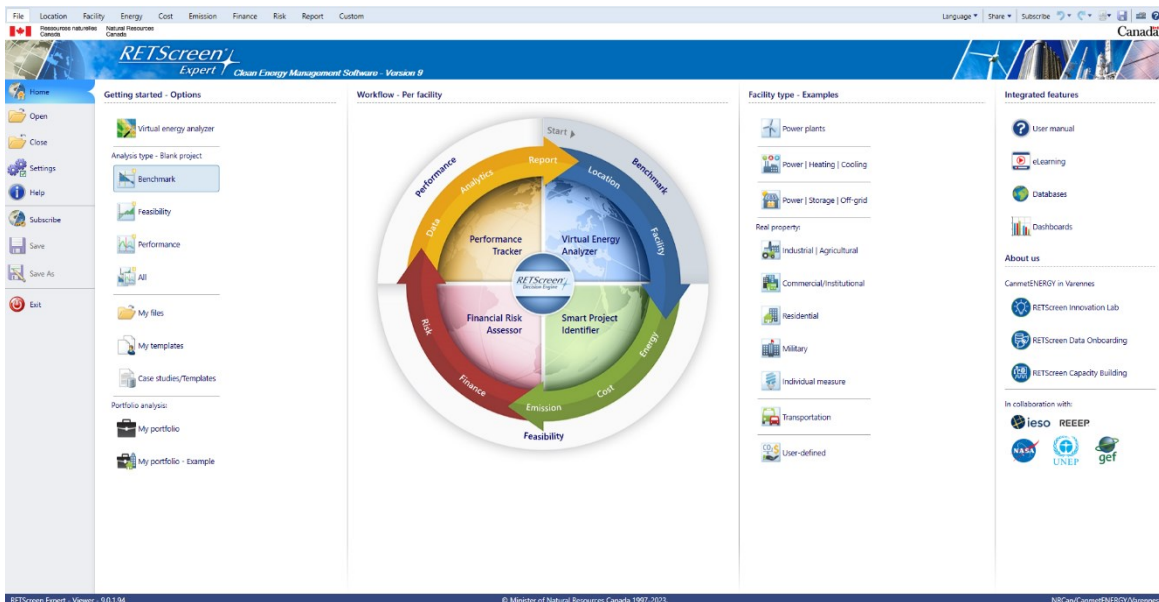 File Location Facility Energy Cost Emission Finance Risk Report Custom
Language Share Subscribe
Ressources naturelles Canada
Natural Resources Canada
Canada
RETScreen
Expert
Clean Energy Management Software - Version 9
Home
Open
Close
Settings
Help
Subscribe
Save
Save As
Exit
Getting started - Options
Virtual energy analyzer
Analysis type - Blank project
Benchmark
Feasibility
Performance
All
My files
My templates
Case studies/Templates
Portfolio analysis:
My portfolio
My portfolio - Example
Workflow - Per facility
Start
Benchmark
Location
Facility
Energy
Cost
Emission
Feasibility
Finance
Risk
Data
Analytics
Report
Performance
Performance Tracker
Virtual Energy Analyzer
RETScreen
Decision Engine
Financial Risk Assessor
Smart Project Identifier
Facility type - Examples
Power plants
Power | Heating | Cooling
Power | Storage | Off-grid
Real property:
Industrial | Agricultural
Commercial/Institutional
Residential
Military
Individual measure
Transportation
User-defined
Integrated features
User manual
eLearning
Databases
Dashboards
About us
CanmetENERGY in Varennes
RETScreen Innovation Lab
RETScreen Data Onboarding
RETScreen Capacity Building
In collaboration with:
ieso REEEP
NASA UNEP gef
RETScreen Expert - Viewer - 9.0.1.94
© Minister of Natural Resources Canada 1997-2023.
NRCan/CanmetENERGY/Varennes